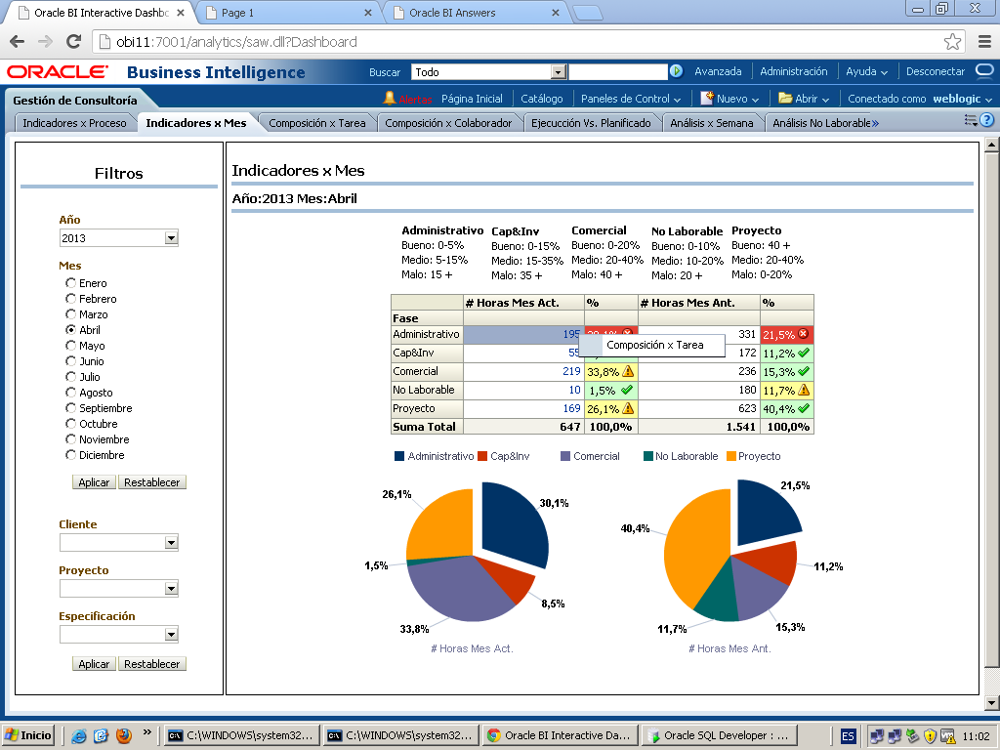 Oracle BI Interactive Dashbo
Page 1
Oracle BI Answers
obi11:7001/analytics/saw.dll?Dashboard
ORACLE Business Intelligence
Buscar Todo Avanzada Administración Ayuda Desconectar
Gestión de Consultoría
Alertas Página Inicial Catálogo Paneles de Control Nuevo Abrir Conectado como weblogic
Indicadores x Proceso Indicadores x Mes Composición x Tarea Composición x Colaborador Ejecución Vs. Planificado Análisis x Semana Análisis No Laborable»
Filtros
Año
2013
Mes
Enero
Febrero
Marzo
Abril
Mayo
Junio
Julio
Agosto
Septiembre
Octubre
Noviembre
Diciembre
Aplicar Restablecer
Cliente
Proyecto
Especificación
Aplicar Restablecer
Indicadores x Mes
Año:2013 Mes:Abril
Administrativo Cap&Inv Comercial No Laborable Proyecto
Bueno: 0-5% Bueno: 0-15% Bueno: 0-20% Bueno: 0-10% Bueno: 40 +
Medio: 5-15% Medio: 15-35% Medio: 20-40% Medio: 10-20% Medio: 20-40%
Malo: 15 + Malo: 35 + Malo: 40 + Malo: 20 + Malo: 0-20%
# Horas Mes Act. % # Horas Mes Ant. %
Fase
Administrativo 195 331 21,5%
Composición x Tarea
Cap&Inv 55 172 11,2%
Comercial 219 33,8% 236 15,3%
No Laborable 10 1,5% 180 11,7%
Proyecto 169 26,1% 623 40,4%
Suma Total 647 100,0% 1.541 100,0%
Administrativo Cap&Inv Comercial No Laborable Proyecto
26,1%
30,1%
1,5%
8,5%
33,8%
# Horas Mes Act.
21,5%
40,4%
11,2%
11,7%
15,3%
# Horas Mes Ant.
Inicio » C:\WINDOWS\system32... C:\WINDOWS\system32... Oracle BI Interactive Da... Oracle SQL Developer : ... ES 11:02